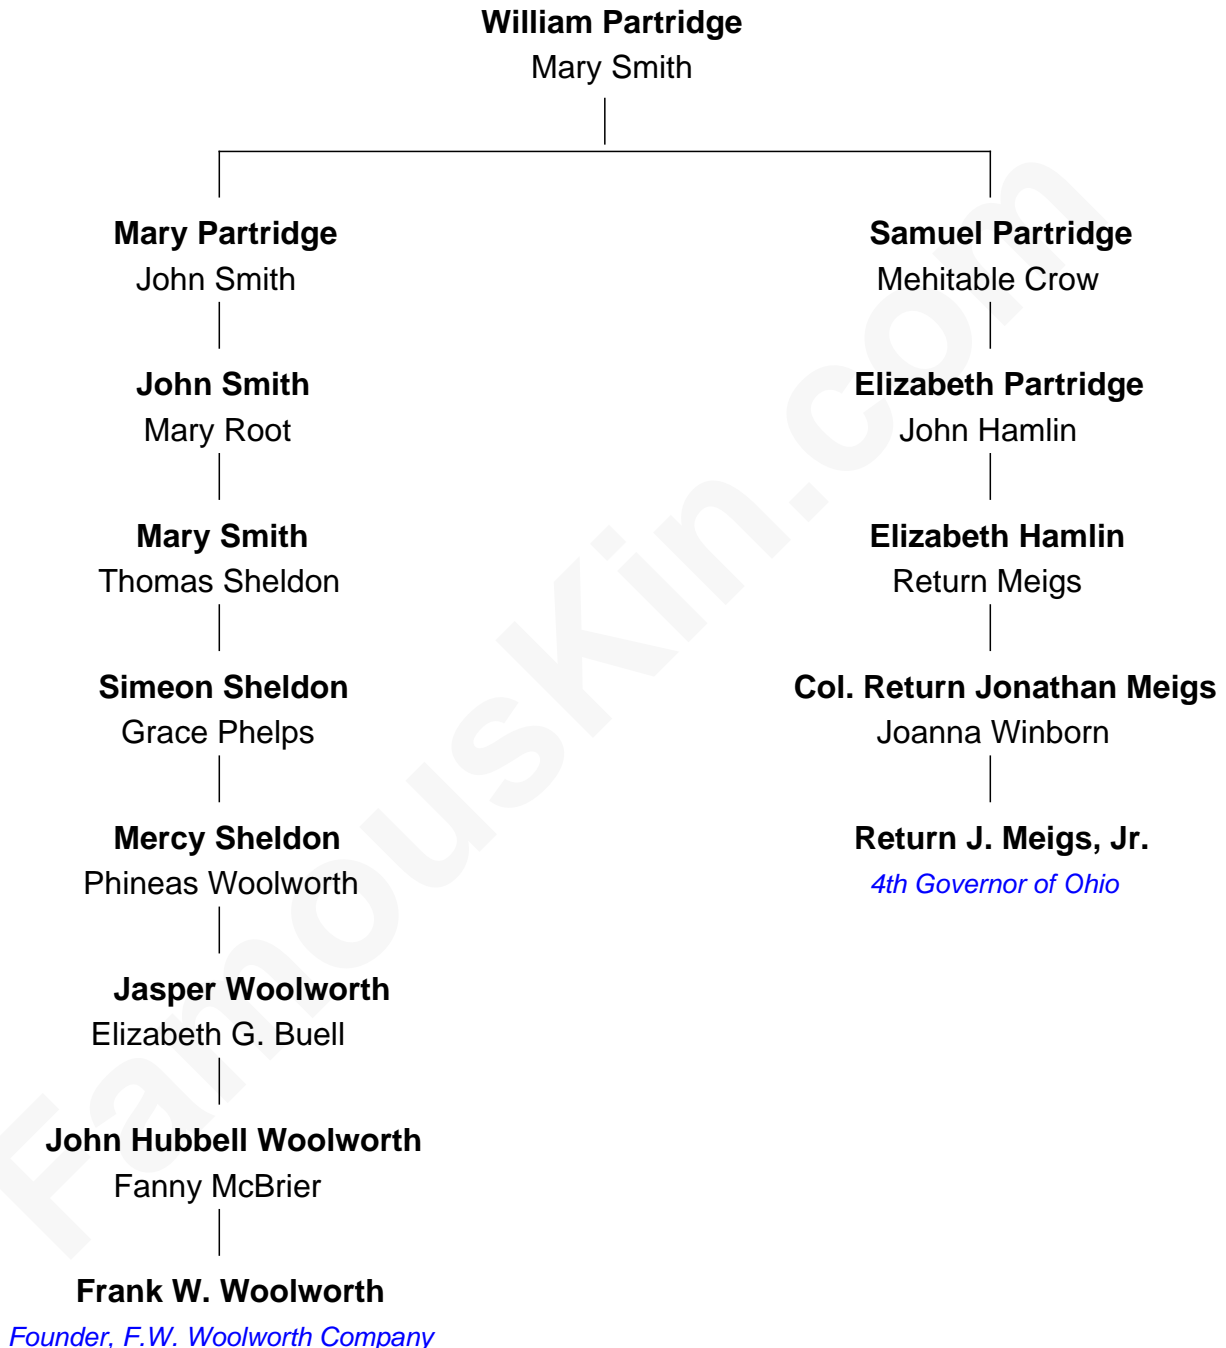 William Partridge
Mary Smith
Mary Partridge
John Smith
Samuel Partridge
Mehitable Crow
John Smith
Mary Root
Elizabeth Partridge
John Hamlin
Mary Smith
Thomas Sheldon
Elizabeth Hamlin
Return Meigs
Simeon Sheldon
Grace Phelps
Col. Return Jonathan Meigs
Joanna Winborn
Mercy Sheldon
Phineas Woolworth
Return J. Meigs, Jr.
4th Governor of Ohio
Jasper Woolworth
Elizabeth G. Buell
John Hubbell Woolworth
Fanny McBrier
Frank W. Woolworth
Founder, F.W. Woolworth Company
FamousKin.com